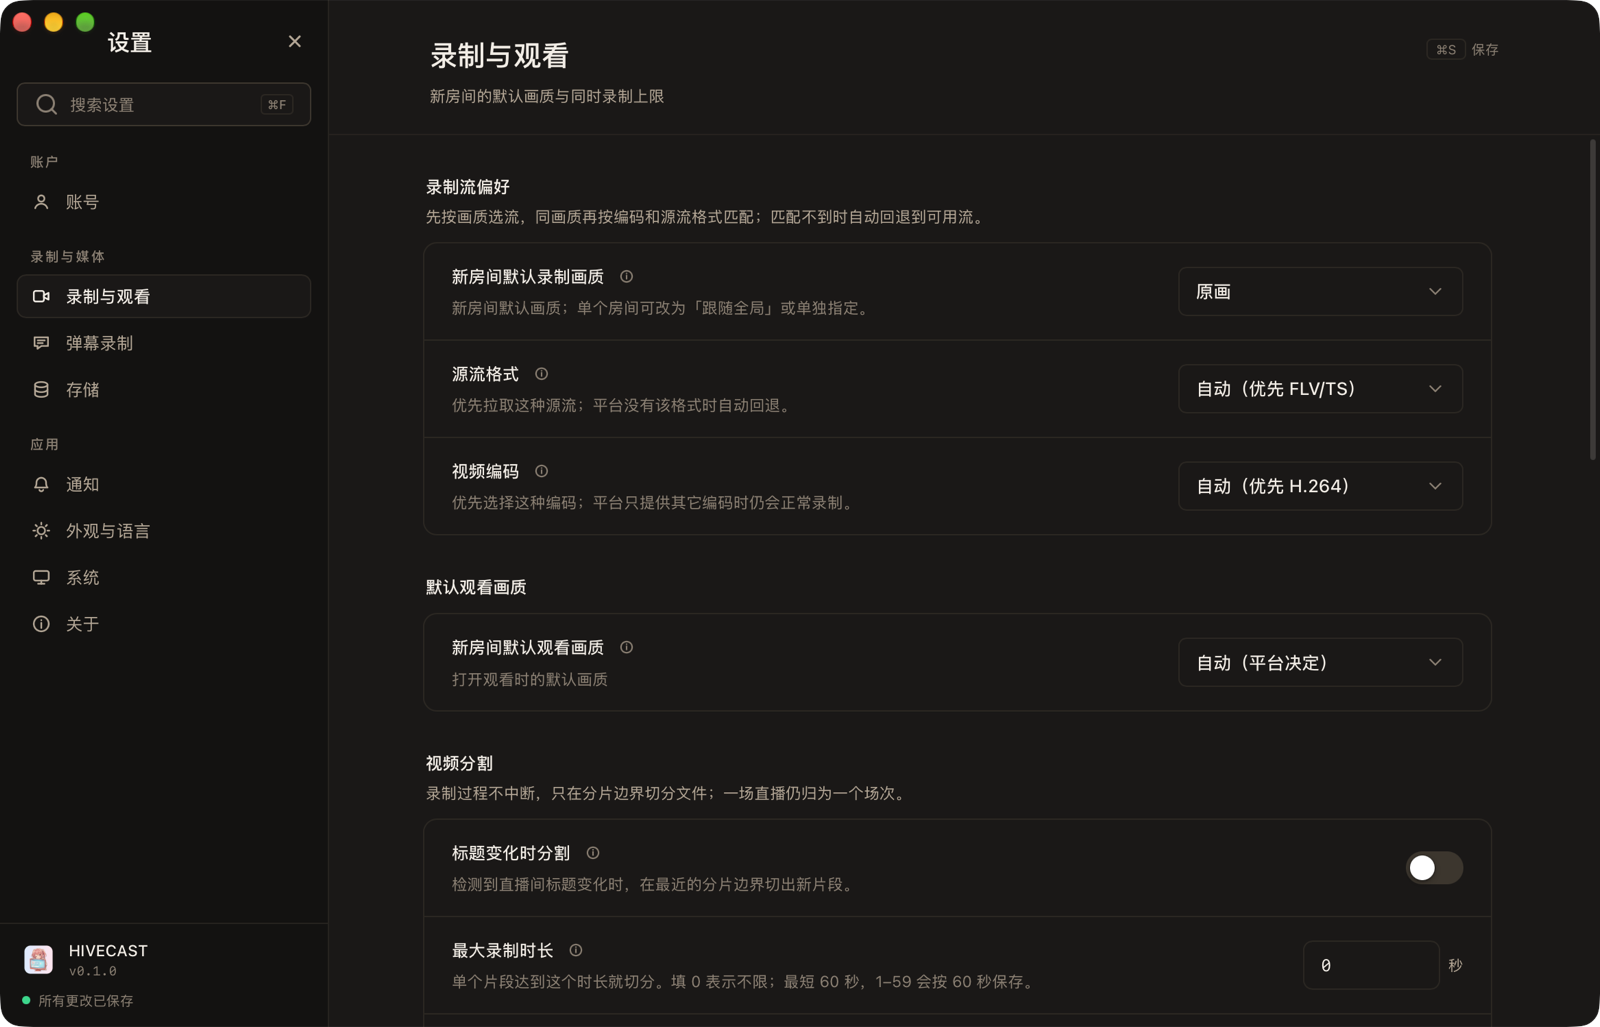 设置
搜索设置 ⌘F
账户
账号
录制与媒体
录制与观看
弹幕录制
存储
应用
通知
外观与语言
系统
关于
HIVECAST
v0.1.0
所有更改已保存
录制与观看
⌘S 保存
新房间的默认画质与同时录制上限
录制流偏好
先按画质选流，同画质再按编码和源流格式匹配；匹配不到时自动回退到可用流。
新房间默认录制画质
新房间默认画质；单个房间可改为「跟随全局」或单独指定。
原画
源流格式
优先拉取这种源流；平台没有该格式时自动回退。
自动（优先 FLV/TS）
视频编码
优先选择这种编码；平台只提供其它编码时仍会正常录制。
自动（优先 H.264）
默认观看画质
新房间默认观看画质
打开观看时的默认画质
自动（平台决定）
视频分割
录制过程不中断，只在分片边界切分文件；一场直播仍归为一个场次。
标题变化时分割
检测到直播间标题变化时，在最近的分片边界切出新片段。
最大录制时长
单个片段达到这个时长就切分。填 0 表示不限；最短 60 秒，1–59 会按 60 秒保存。
0 秒